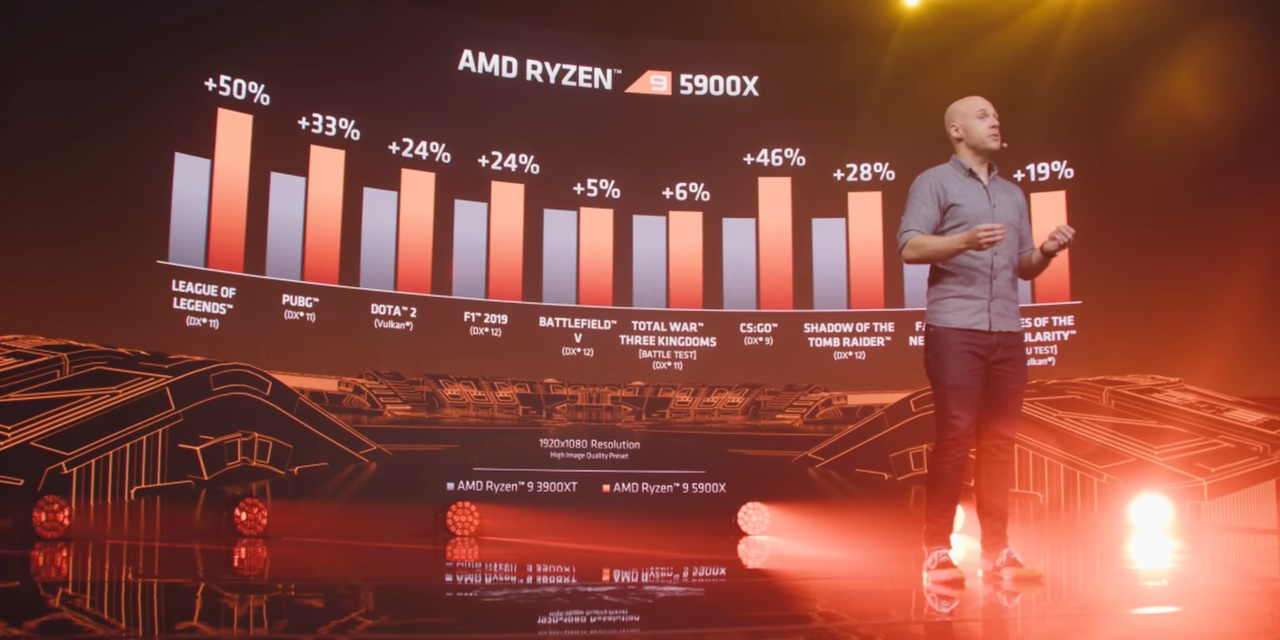 AMD RYZEN™ 9 5900X
+50%
+33%
+24%
+24%
+5%
+6%
+46%
+28%
+19%
LEAGUE OF
LEGENDS™
(DX® 11)
PUBG™
(DX® 11)
DOTA™ 2
(Vulkan®)
F1™ 2019
(DX® 12)
BATTLEFIELD™
V
(DX® 12)
TOTAL WAR™
THREE KINGDOMS
[BATTLE TEST]
(DX® 11)
CS:GO™
(DX® 9)
SHADOW OF THE
TOMB RAIDER™
(DX® 12)
OF THE
1920x1080 Resolution
High Image Quality Preset
AMD Ryzen™ 9 3900XT
AMD Ryzen™ 9 5900X